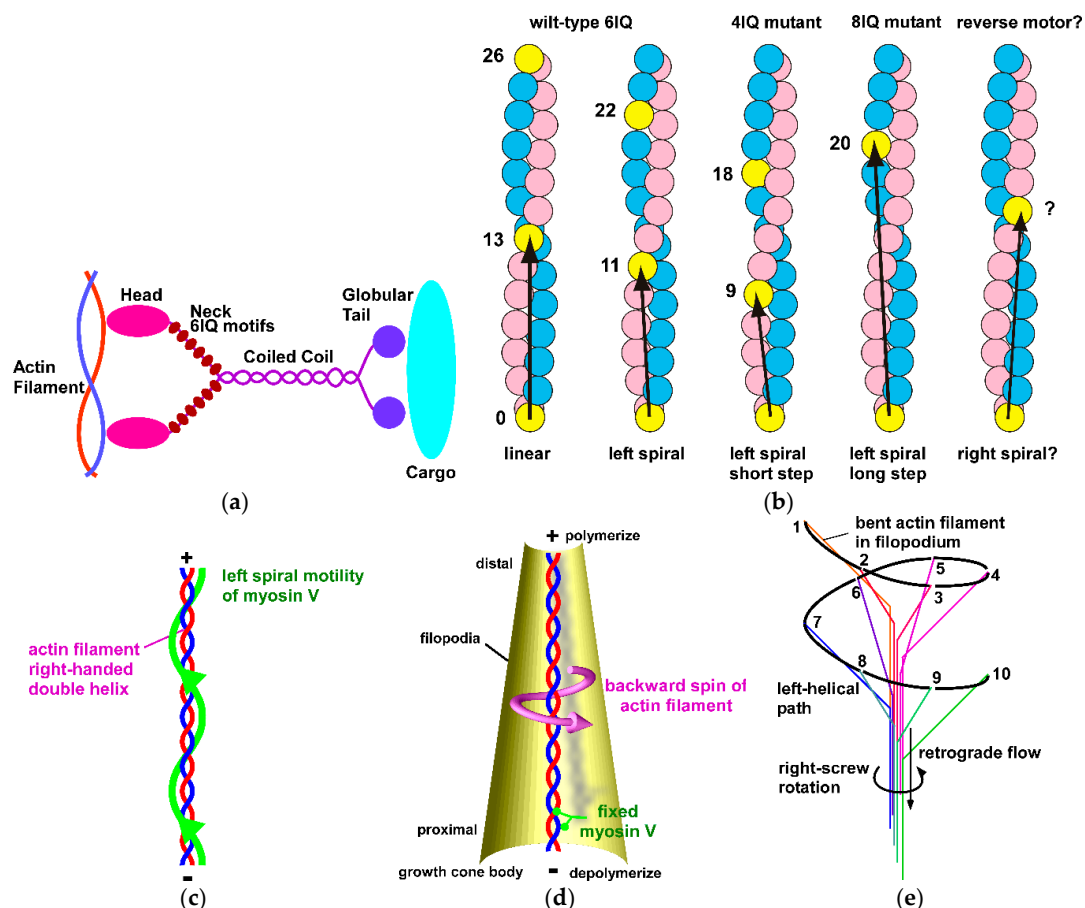 Head
Neck
6IQ motifs
Globular
Tail
Coiled Coil
Actin
Filament
Cargo
(a)
wilt-type 6IQ
4IQ mutant
8IQ mutant
reverse motor?
26
22
20
18
?
13
11
9
0
linear
left spiral
left spiral
short step
left spiral
long step
right spiral?
(b)
+
left spiral motility
of myosin V
actin filament
right-handed
double helix
-
(c)
+
polymerize
distal
filopodia
backward spin of
actin filament
fixed
myosin V
proximal
growth cone body
-
depolymerize
(d)
1
bent actin filament
in filopodium
2
5
4
6
3
7
8
9
10
left-helical
path
retrograde flow
right-screw
rotation
(e)